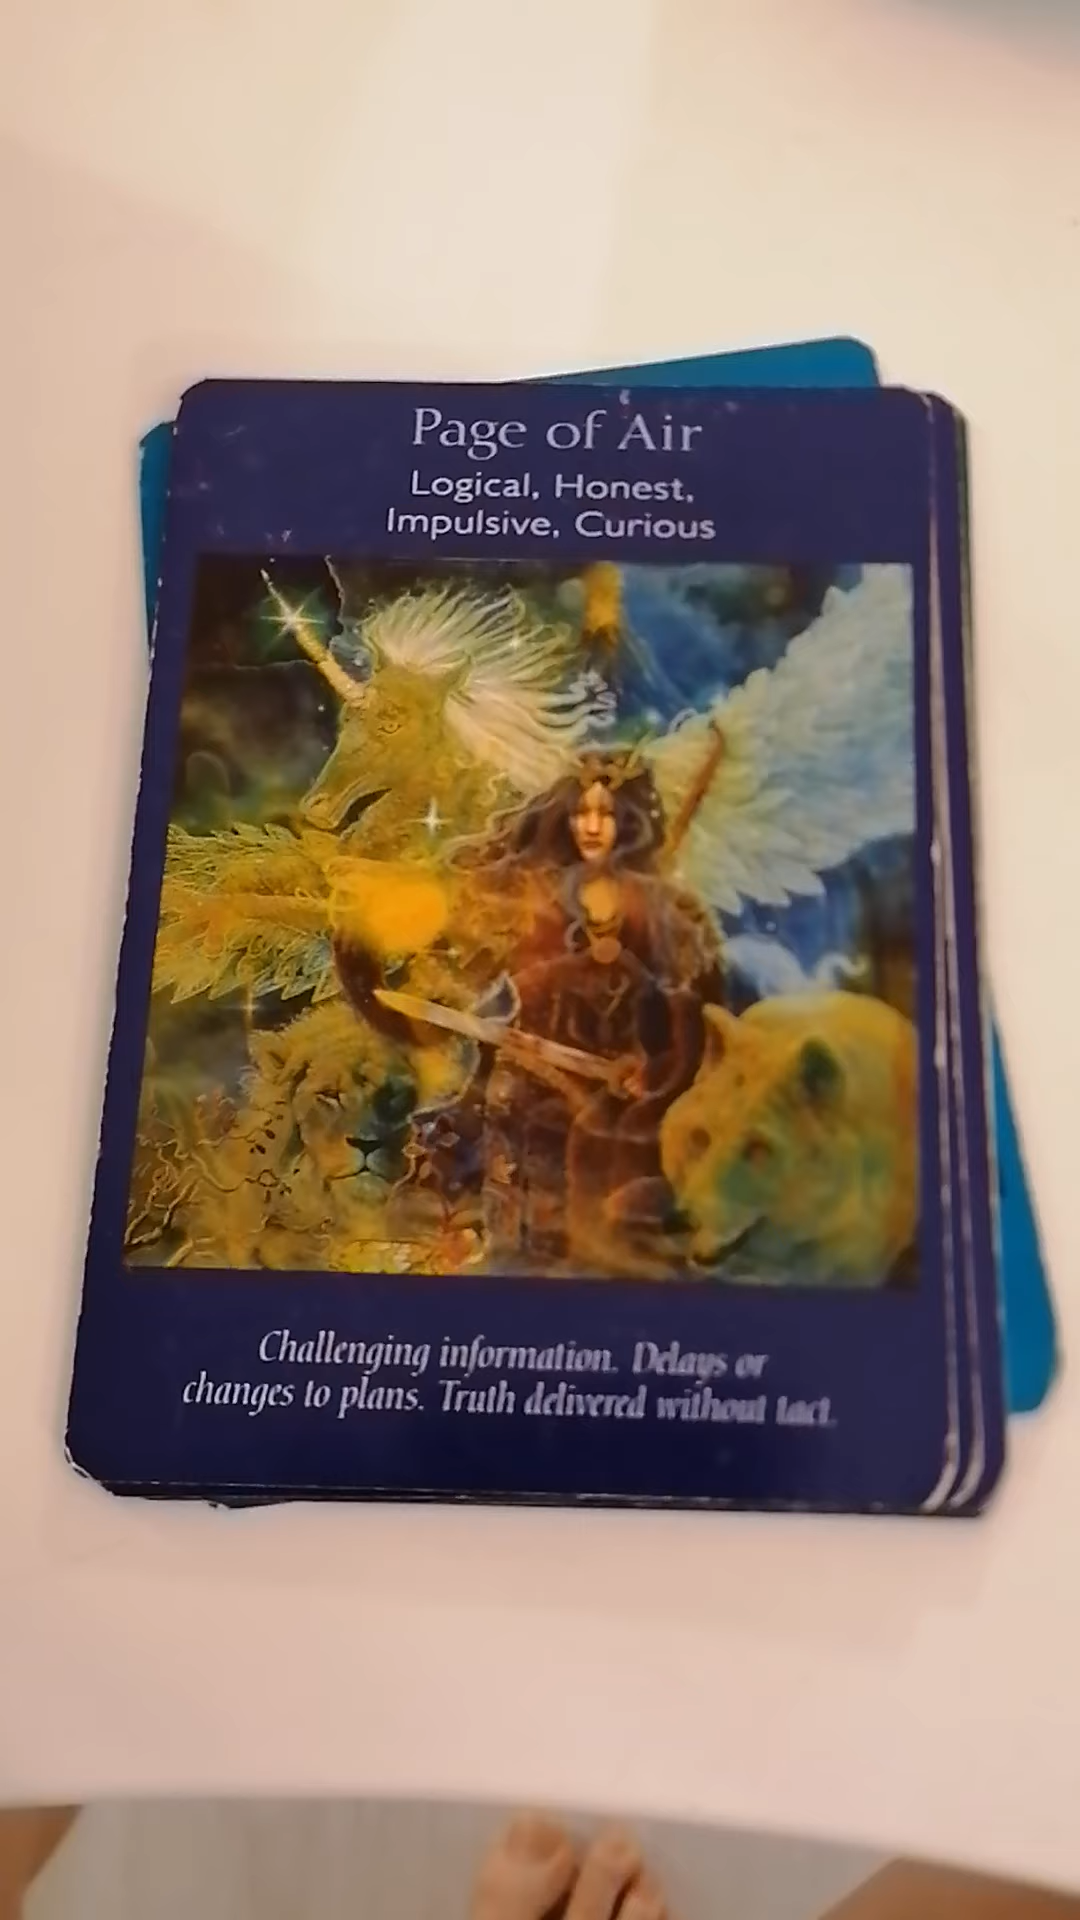 Page of Air
Logical, Honest,
Impulsive, Curious
Challenging information. Delays or
changes to plans. Truth delivered without tact.